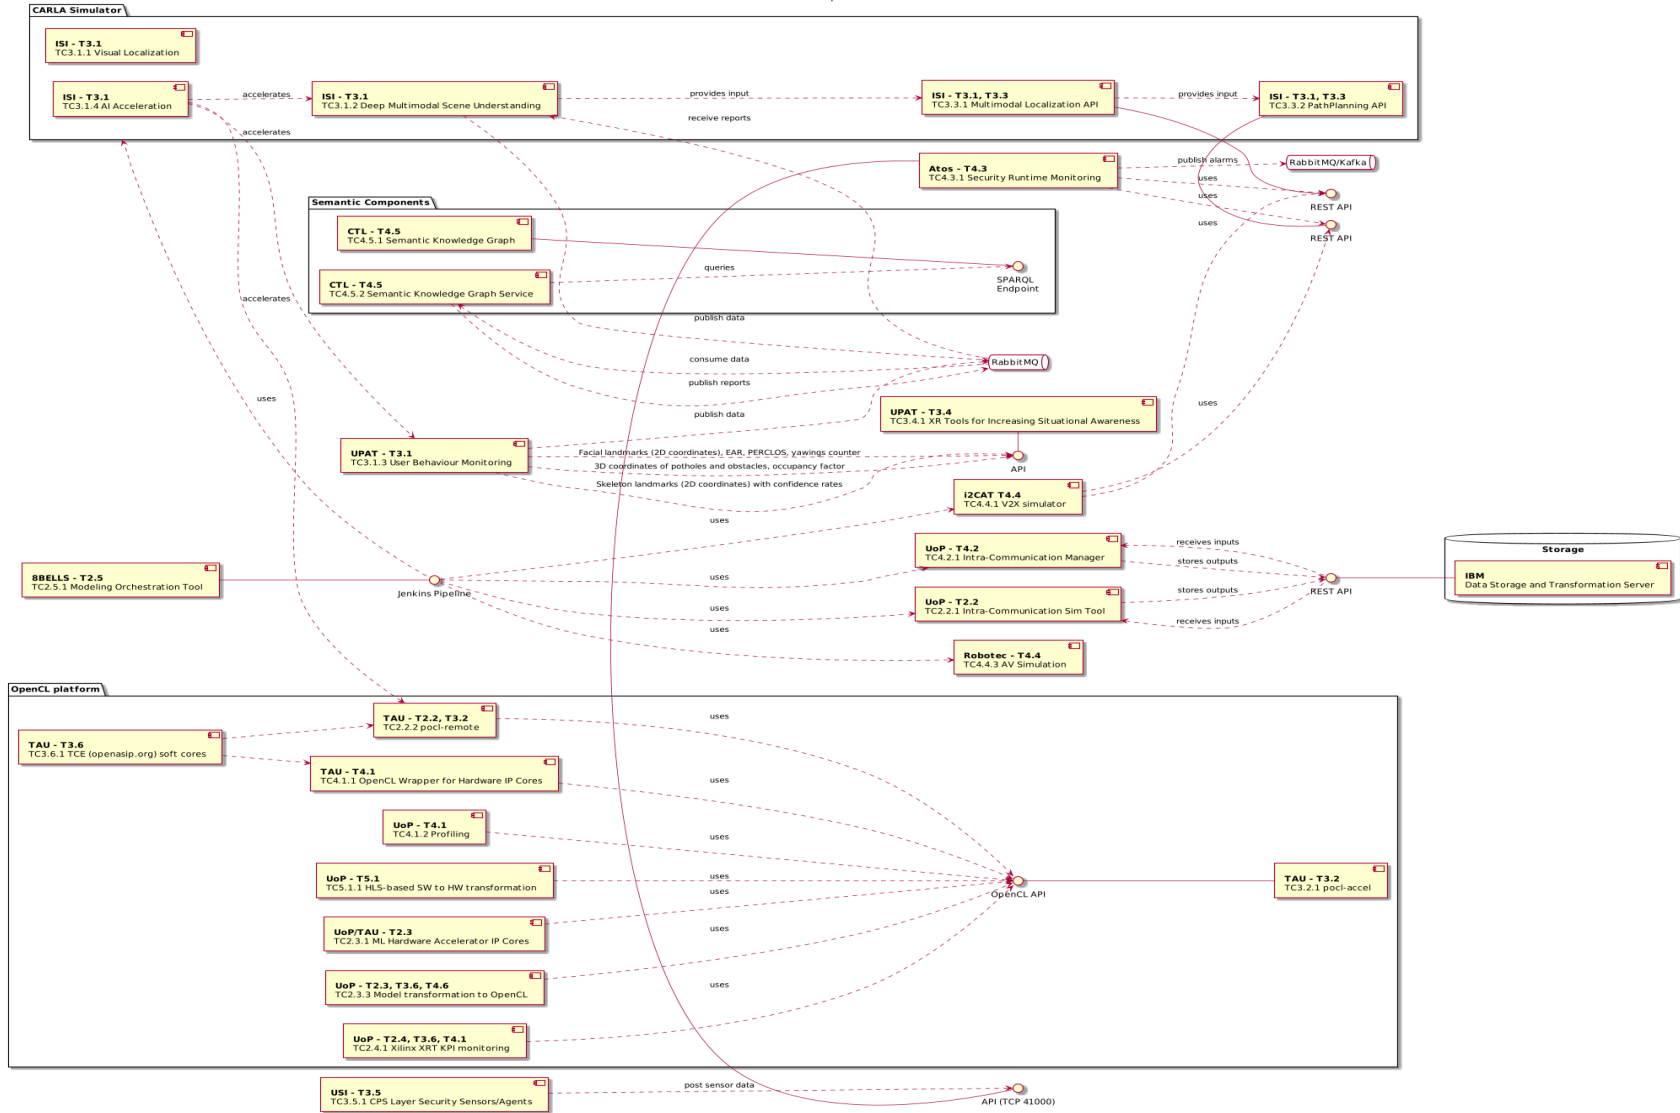 CARLA Simulator
ISI - T3.1
TC3.1.1 Visual Localization
ISI - T3.1
TC3.1.4 AI Acceleration
accelerates
ISI - T3.1
TC3.1.2 Deep Multimodal Scene Understanding
provides input
ISI - T3.1, T3.3
TC3.3.1 Multimodal Localization API
provides input
ISI - T3.1, T3.3
TC3.3.2 PathPlanning API
receive reports
accelerates
Atos - T4.3
TC4.3.1 Security Runtime Monitoring
publish alarms
RabbitMQ/Kafka
uses
uses
REST API
uses
REST API
Semantic Components
CTL - T4.5
TC4.5.1 Semantic Knowledge Graph
queries
CTL - T4.5
TC4.5.2 Semantic Knowledge Graph Service
SPARQL
Endpoint
accelerates
publish data
consume data
RabbitMQ
publish reports
uses
uses
publish data
UPAT - T3.4
TC3.4.1 XR Tools for Increasing Situational Awareness
UPAT - T3.1
TC3.1.3 User Behaviour Monitoring
Facial landmarks (2D coordinates), EAR, PERCLOS, yawings counter
3D coordinates of potholes and obstacles, occupancy factor
Skeleton landmarks (2D coordinates) with confidence rates
API
i2CAT T4.4
TC4.4.1 V2X simulator
uses
UoP - T4.2
TC4.2.1 Intra-Communication Manager
receives inputs
stores outputs
Storage
IBM
Data Storage and Transformation Server
8BELLS - T2.5
TC2.5.1 Modeling Orchestration Tool
Jenkins Pipeline
uses
REST API
stores outputs
UoP - T2.2
TC2.2.1 Intra-Communication Sim Tool
uses
receives inputs
uses
Robotec - T4.4
TC4.4.3 AV Simulation
OpenCL platform
TAU - T2.2, T3.2
TC2.2.2 pocl-remote
uses
TAU - T3.6
TC3.6.1 TCE (openasip.org) soft cores
TAU - T4.1
TC4.1.1 OpenCL Wrapper for Hardware IP Cores
uses
UoP - T4.1
TC4.1.2 Profiling
uses
UoP - T5.1
TC5.1.1 HLS-based SW to HW transformation
uses
uses
OpenCL API
TAU - T3.2
TC3.2.1 pocl-accel
UoP/TAU - T2.3
TC2.3.1 ML Hardware Accelerator IP Cores
uses
UoP - T2.3, T3.6, T4.6
TC2.3.3 Model transformation to OpenCL
uses
UoP - T2.4, T3.6, T4.1
TC2.4.1 Xilinx XRT KPI monitoring
USI - T3.5
TC3.5.1 CPS Layer Security Sensors/Agents
post sensor data
API (TCP 41000)